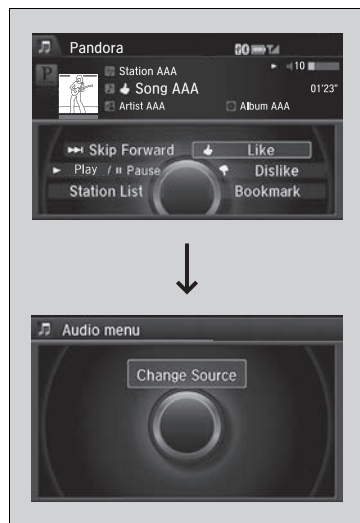 Pandora
P
Station AAA
10
Song AAA
01'23"
Artist AAA
Album AAA
Skip Forward
Like
Play / Pause
Dislike
Station List
Bookmark
Audio menu
Change Source